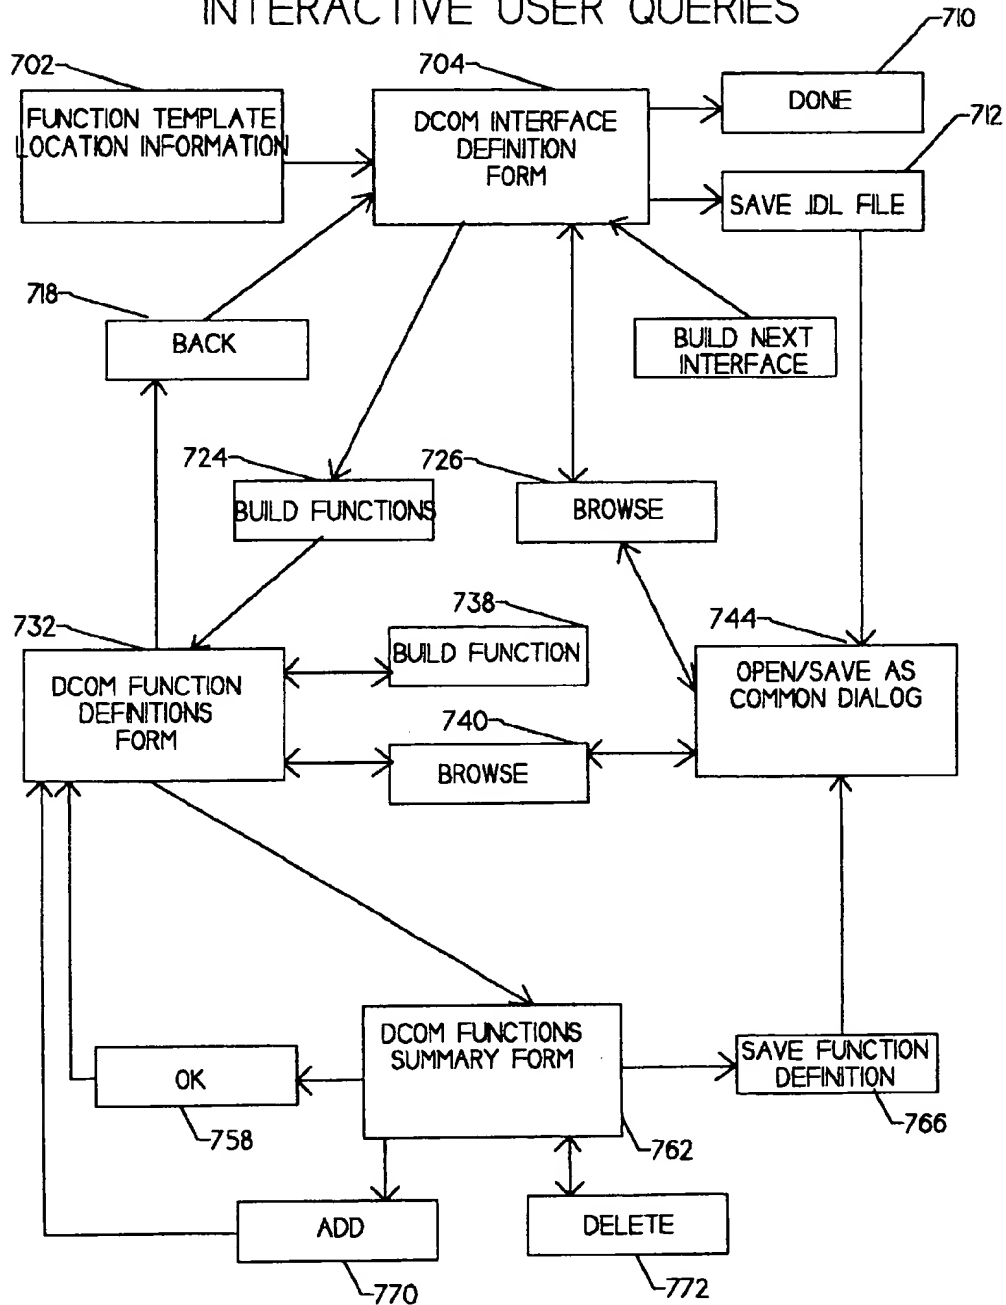 INTERACTIVE USER QUERIES
710
702
704
FUNCTION TEMPLATE
LOCATION INFORMATION
DCOM INTERFACE
DEFINITION
FORM
DONE
712
SAVE .IDL FILE
718
BACK
BUILD NEXT
INTERFACE
724
726
BUILD FUNCTIONS
BROWSE
732
738
744
DCOM FUNCTION
DEFINITIONS
FORM
BUILD FUNCTION
OPEN/SAVE AS
COMMON DIALOG
740
BROWSE
DCOM FUNCTIONS
SUMMARY FORM
SAVE FUNCTION
DEFINITION
OK
758
762
766
ADD
DELETE
770
772